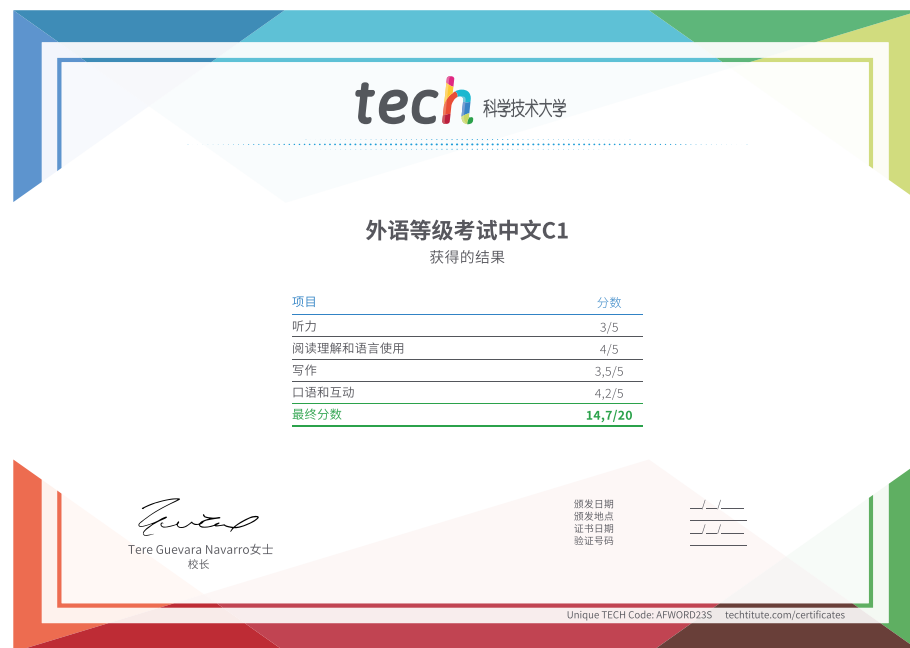 tech 科学技术大学
外语等级考试中文C1
获得的结果
项目 分数
听力 3/5
阅读理解和语言使用 4/5
写作 3,5/5
口语和互动 4,2/5
最终分数 14,7/20
颁发日期 __/__/____
颁发地点 __________
证书日期 __/__/____
验证号码 __________
Tere Guevara Navarro女士
校长
Unique TECH Code: AFWORD23S techtitute.com/certificates